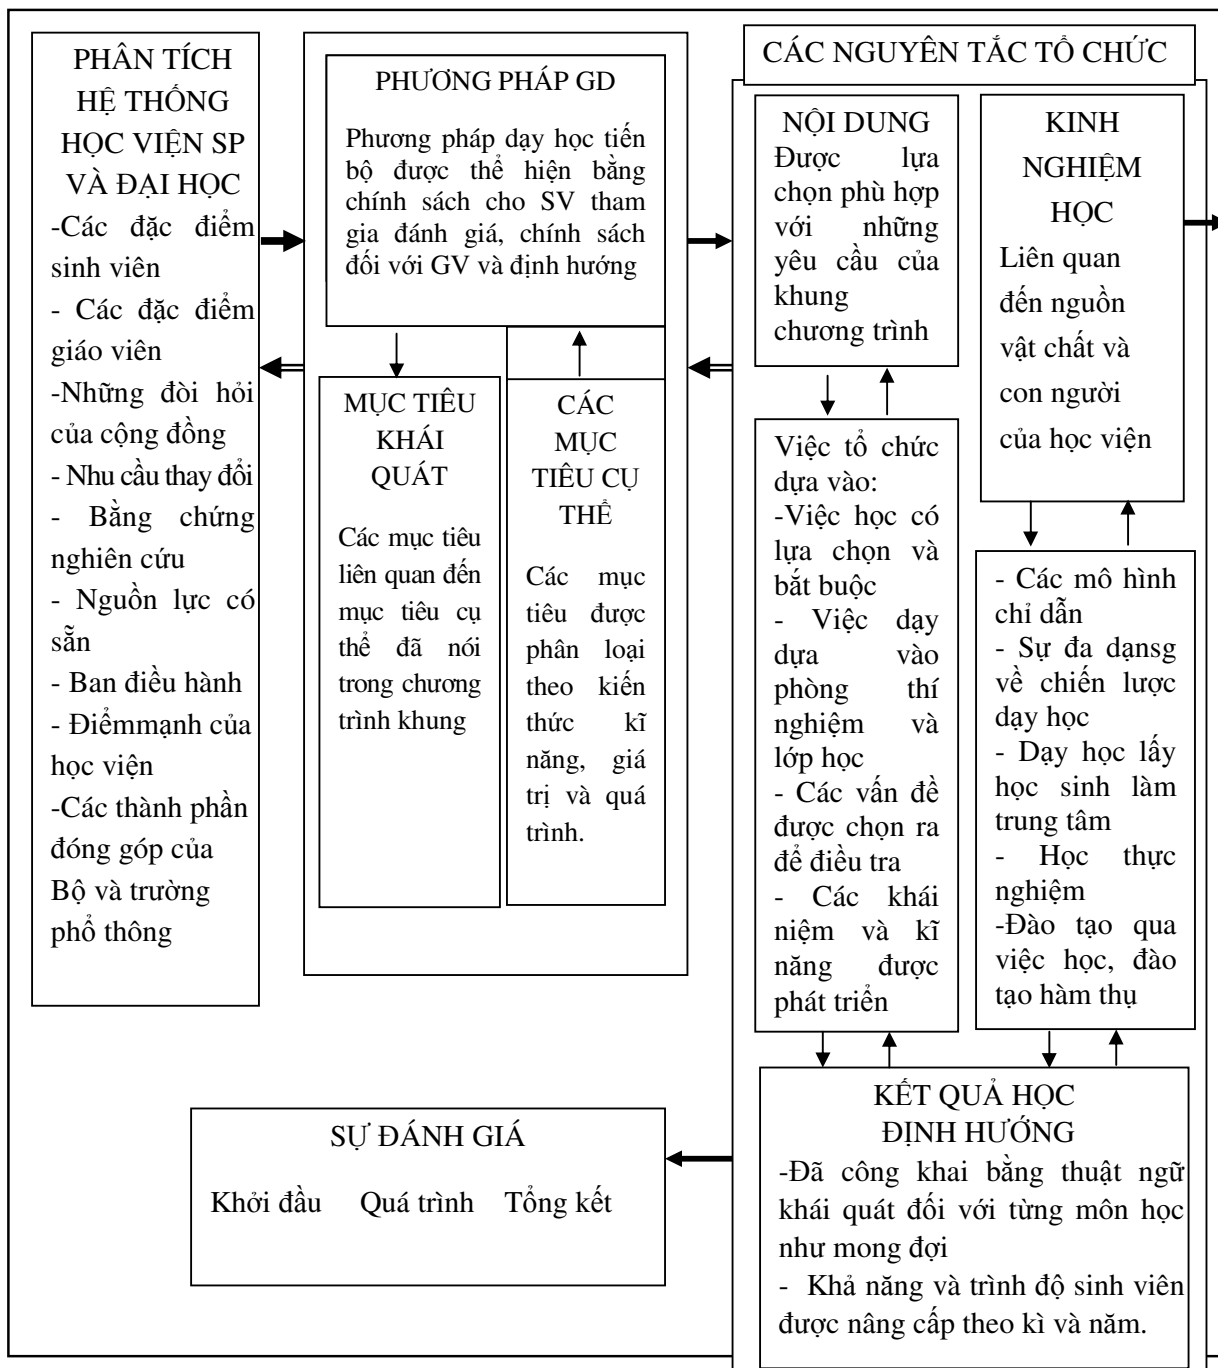 PHÂN TÍCH
HỆ THỐNG
HỌC VIỆN SP
VÀ ĐẠI HỌC
-Các đặc điểm
sinh viên
- Các đặc điểm
giáo viên
-Những đòi hỏi
của cộng đồng
- Nhu cầu thay đổi
- Bằng chứng
nghiên cứu
- Nguồn lực có
sẵn
- Ban điều hành
- Điểmmạnh của
học viện
-Các thành phần
đóng góp của
Bộ và trường
phổ thông
PHƯƠNG PHÁP GD
Phương pháp dạy học tiến
bộ được thể hiện bằng
chính sách cho SV tham
gia đánh giá, chính sách
đối với GV và định hướng
MỤC TIÊU
KHÁI
QUÁT
Các mục tiêu
liên quan đến
mục tiêu cụ
thể đã nói
trong chương
trình khung
CÁC
MỤC
TIÊU CỤ
THỂ
Các mục
tiêu được
phân loại
theo kiến
thức kĩ
năng, giá
trị và quá
trình.
CÁC NGUYÊN TẮC TỔ CHỨC
NỘI DUNG
Được lựa
chọn phù hợp
với những
yêu cầu của
khung
chương trình
Việc tổ chức
dựa vào:
-Việc học có
lựa chọn và
bắt buộc
- Việc dạy
dựa vào
phòng thí
nghiệm và
lớp học
- Các vấn đề
được chọn ra
để điều tra
- Các khái
niệm và kĩ
năng được
phát triển
KINH
NGHIỆM
HỌC
Liên quan
đến nguồn
vật chất và
con người
của học viện
- Các mô hình
chỉ dẫn
- Sự đa dạnsg
về chiến lược
dạy học
- Dạy học lấy
học sinh làm
trung tâm
- Học thực
nghiệm
-Đào tạo qua
việc học, đào
tạo hàm thụ
KẾT QUẢ HỌC
ĐỊNH HƯỚNG
-Đã công khai bằng thuật ngữ
khái quát đối với từng môn học
như mong đợi
- Khả năng và trình độ sinh viên
được nâng cấp theo kì và năm.
SỰ ĐÁNH GIÁ
Khởi đầu Quá trình Tổng kết